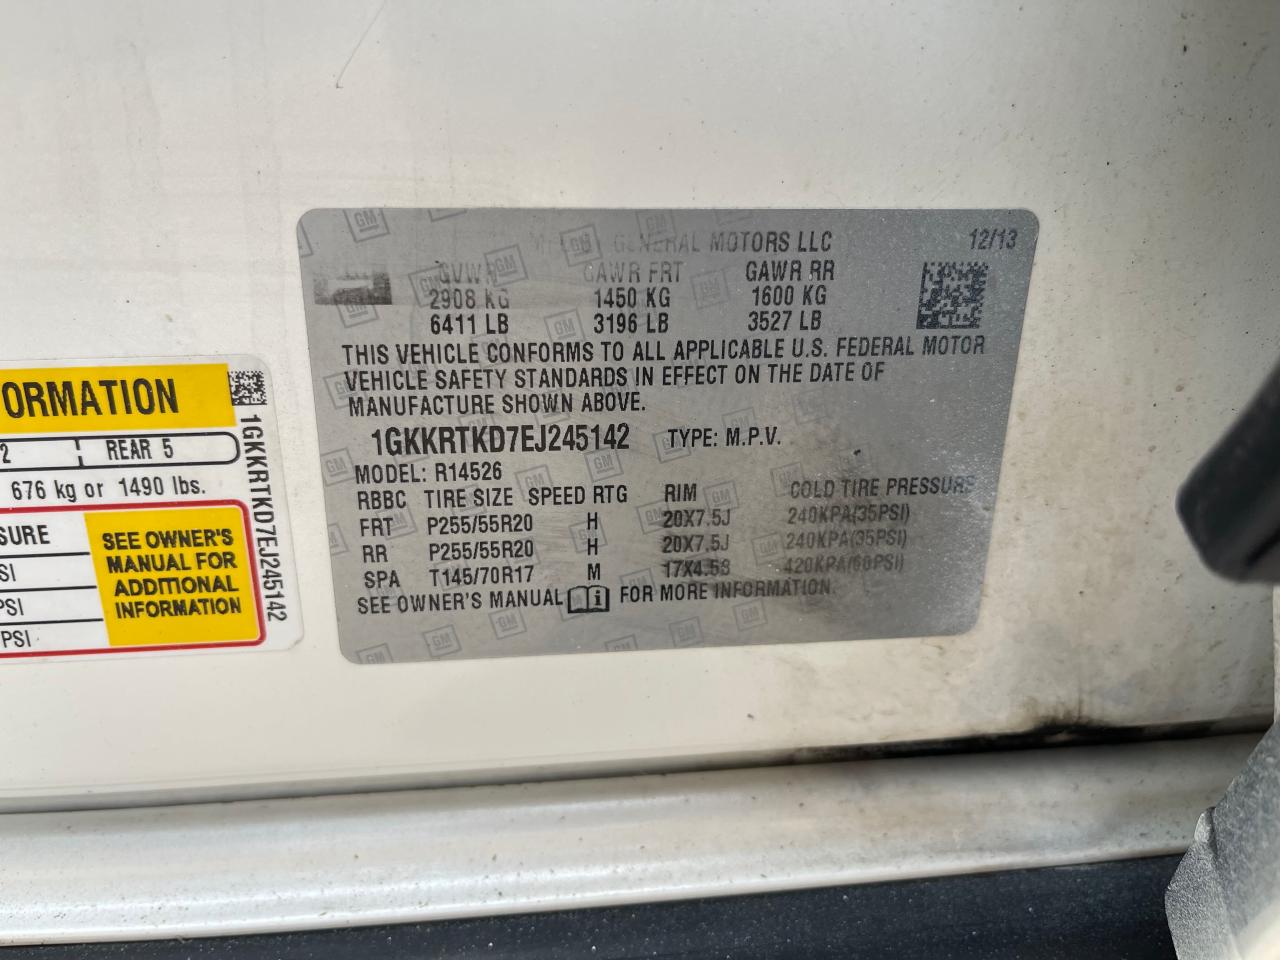 ORMATION
2 REAR 5
676 kg or 1490 lbs.
SURE
SI
PSI
PSI
SEE OWNER'S
MANUAL FOR
ADDITIONAL
INFORMATION
1GKKRTKD7EJ245142
GENERAL MOTORS LLC 12/13
GVWR GAWR FRT GAWR RR
2908 KG 1450 KG 1600 KG
6411 LB 3196 LB 3527 LB
THIS VEHICLE CONFORMS TO ALL APPLICABLE U.S. FEDERAL MOTOR
VEHICLE SAFETY STANDARDS IN EFFECT ON THE DATE OF
MANUFACTURE SHOWN ABOVE.
1GKKRTKD7EJ245142 TYPE: M.P.V.
MODEL: R14526
RBBC TIRE SIZE SPEED RTG RIM COLD TIRE PRESSURE
FRT P255/55R20 H 20X7.5J 240KPA(35PSI)
RR P255/55R20 H 20X7.5J 240KPA(35PSI)
SPA T145/70R17 M 17X4.5S 420KPA(60PSI)
SEE OWNER'S MANUAL i FOR MORE INFORMATION